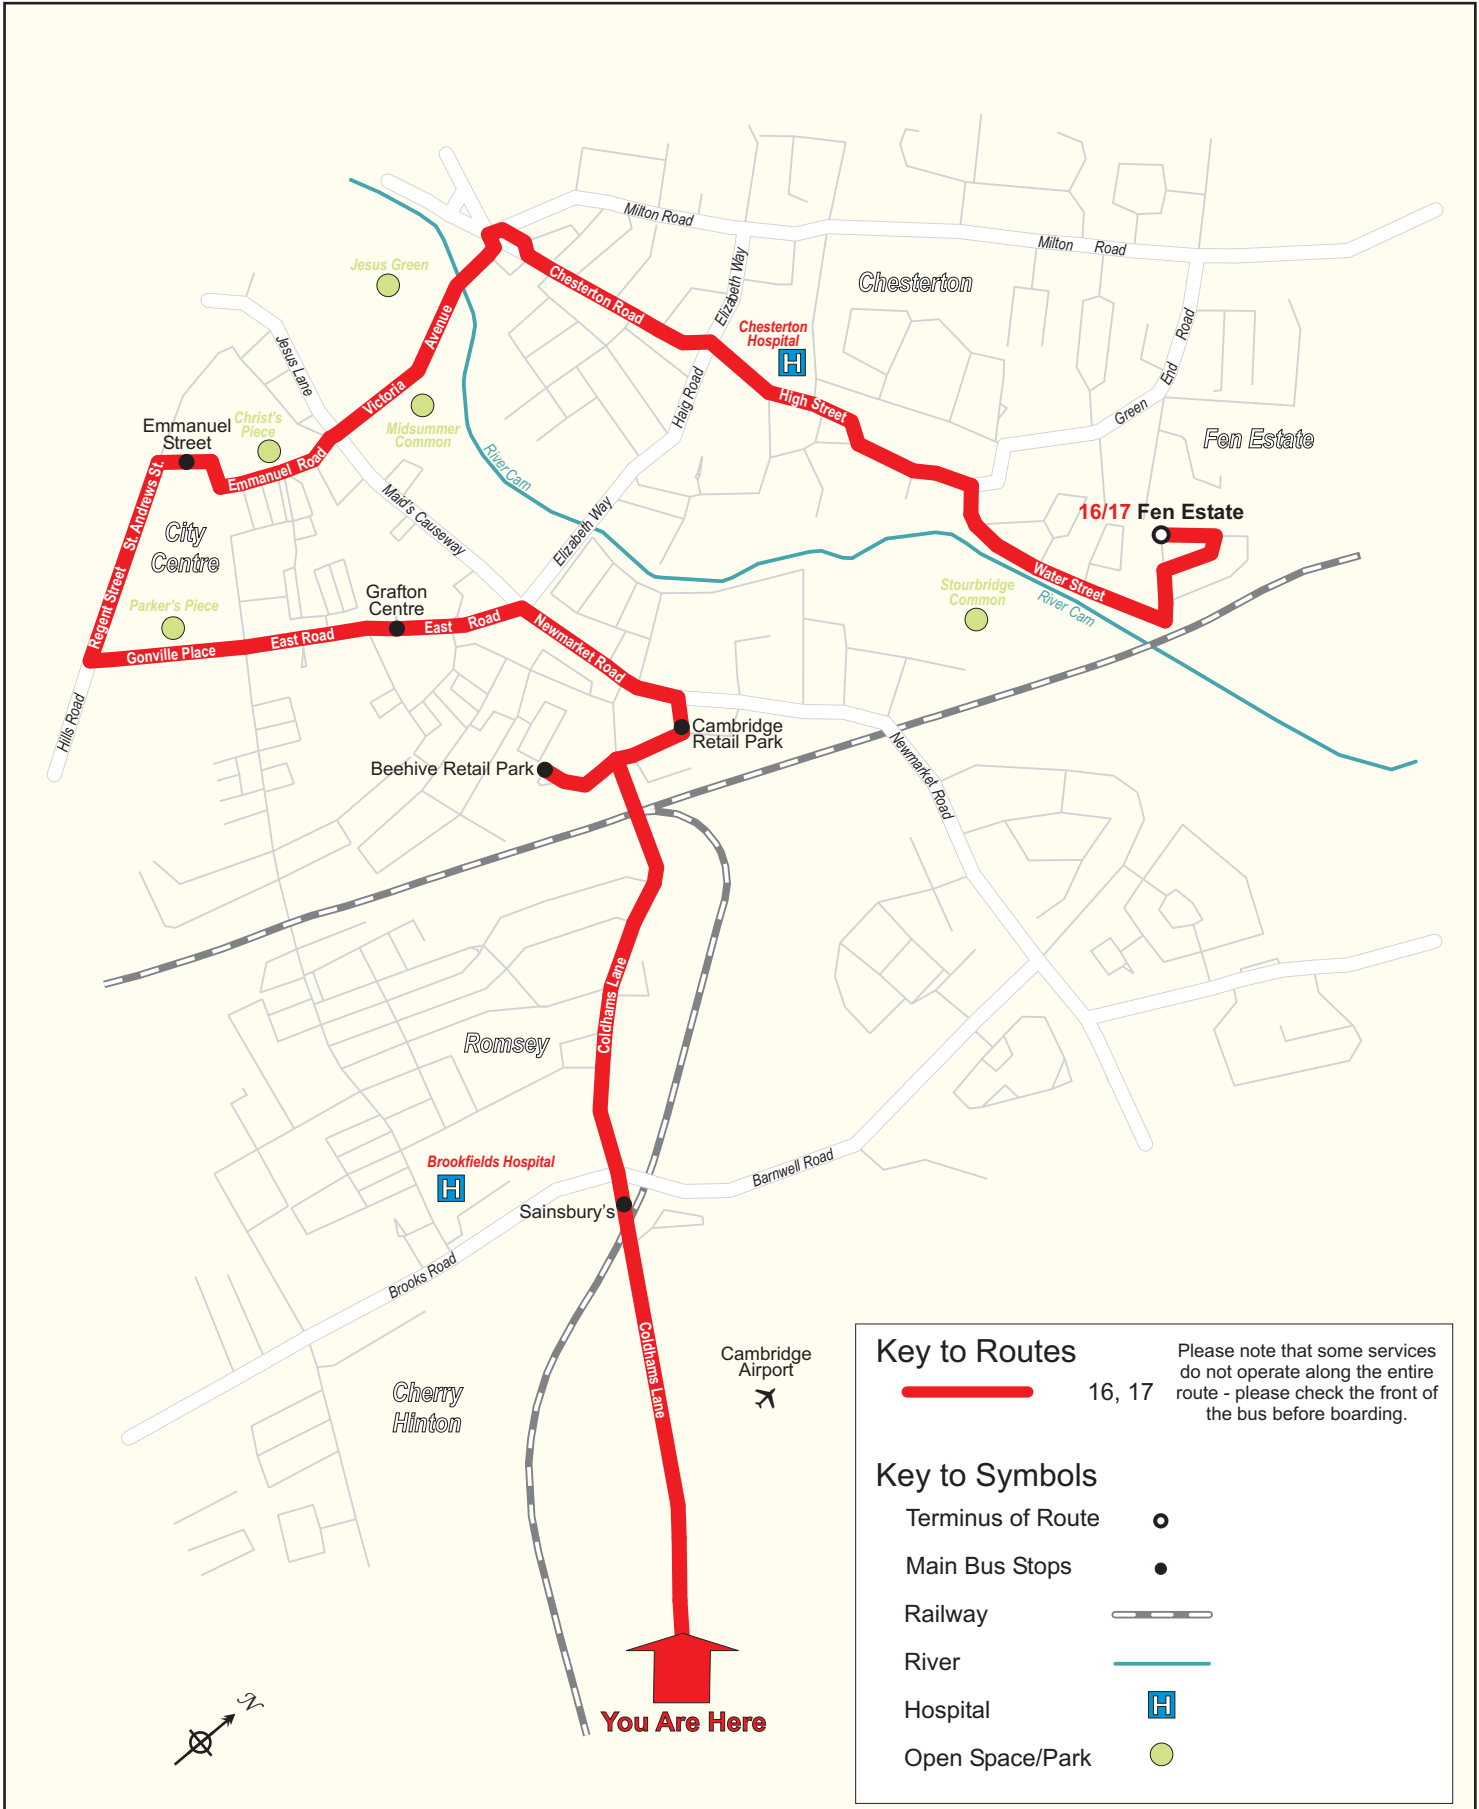 Milton Road
Milton Road
Jesus Green
Chesterton
Elizabeth Way
Chesterton Road
Avenue
Chesterton
Hospital
H
Road
Jesus Lane
End
Victoria
Haig Road
High Street
Green
Christ's
Piece
Midsummer
Common
Emmanuel
Street
Fen Estate
Emmanuel Road
River Cam
St. Andrews St.
Maid's Causeway
City
Centre
Elizabeth Way
16/17 Fen Estate
Water Street
Stourbridge
Common
River Cam
Regent Street
Parker's Piece
Grafton
Centre
East Road
East Road
Gonville Place
Newmarket Road
Hills Road
Cambridge
Retail Park
Beehive Retail Park
Newmarket Road
Coldhams Lane
Romsey
Brookfields Hospital
H
Barnwell Road
Sainsbury's
Brooks Road
Coldhams Lane
Cambridge
Airport
Cherry
Hinton
You Are Here
N
Key to Routes
16, 17
Please note that some services
do not operate along the entire
route - please check the front of
the bus before boarding.
Key to Symbols
Terminus of Route
Main Bus Stops
Railway
River
Hospital
H
Open Space/Park